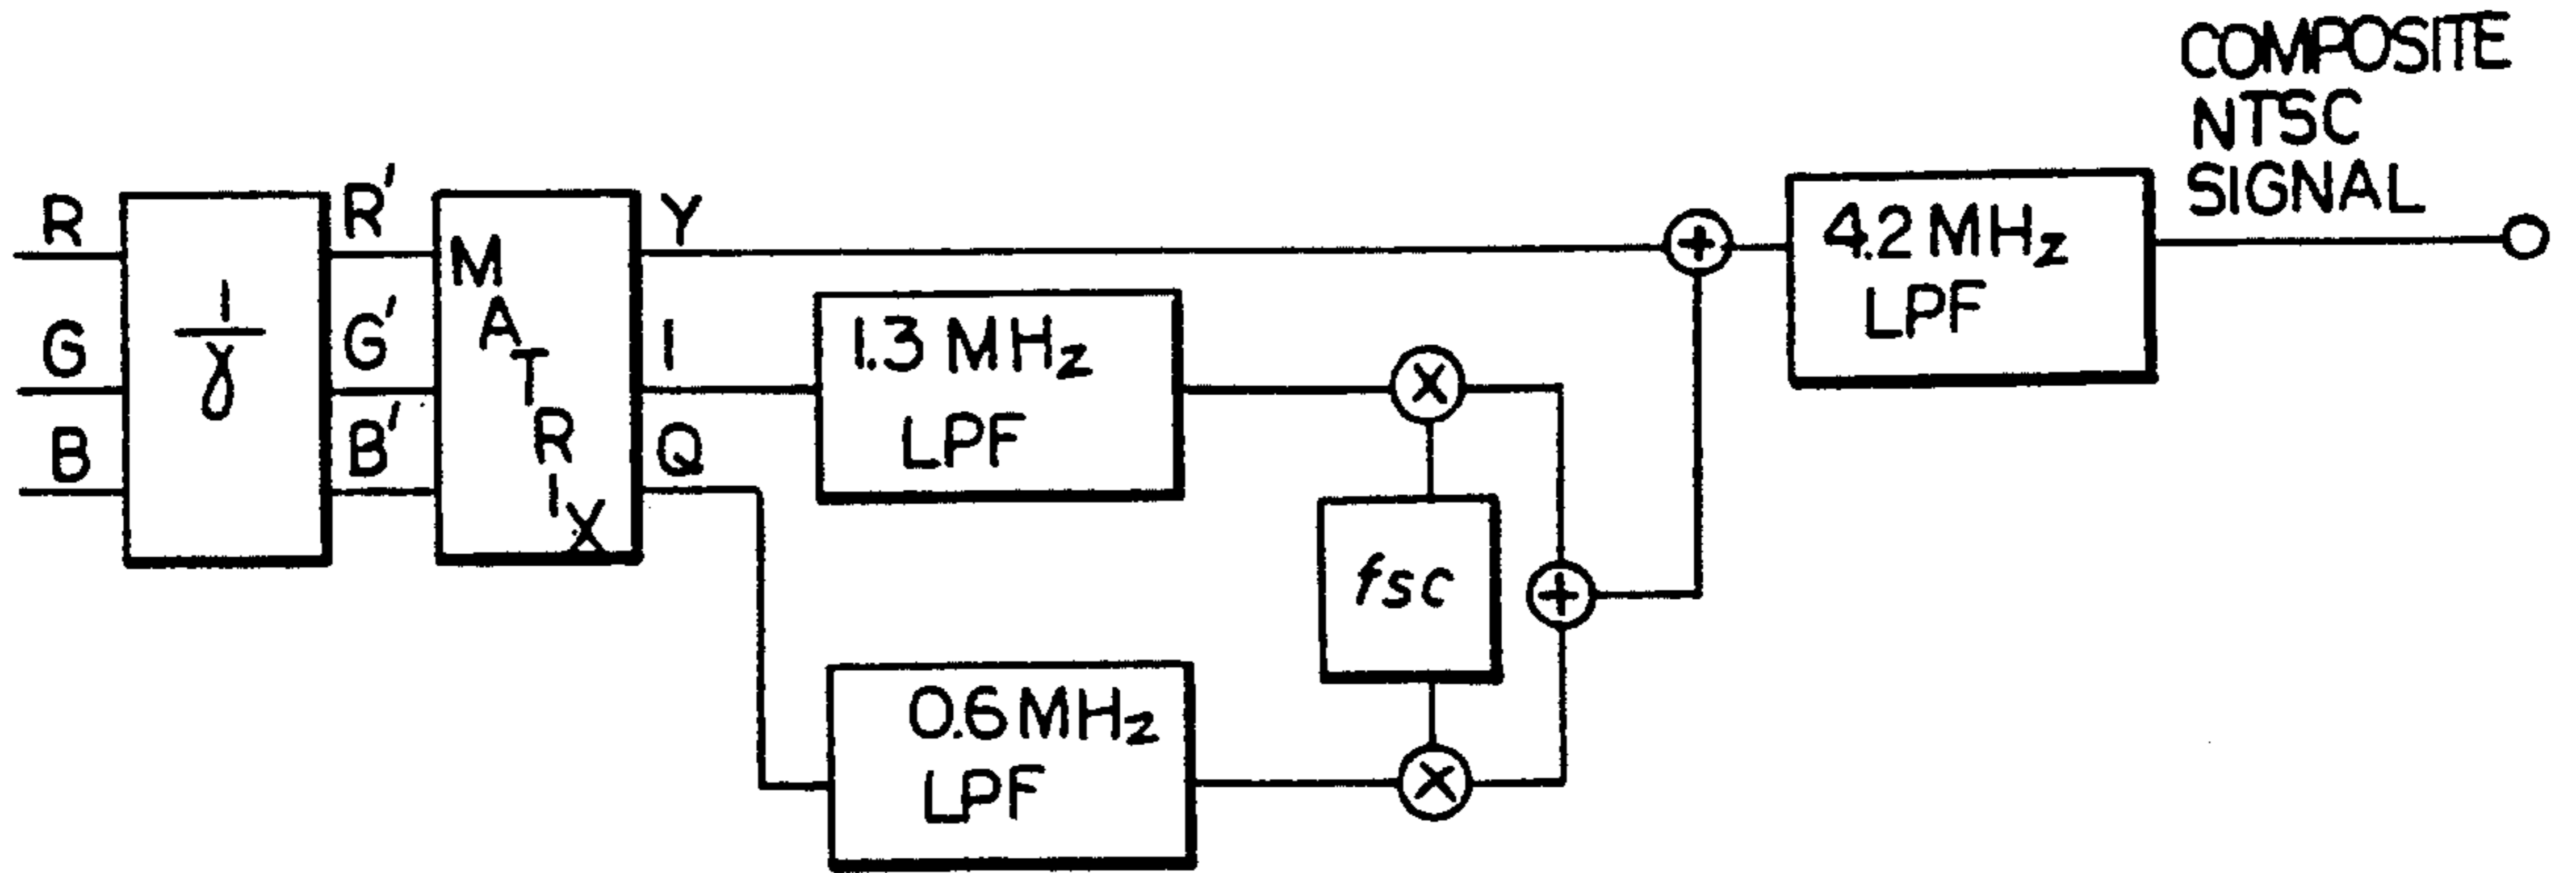 COMPOSITE
NTSC
SIGNAL
R
G
B
1
γ
R'
G'
B'
MATRIX
Y
I
Q
1.3 MHz
LPF
0.6 MHz
LPF
×
fsc
×
+
+
4.2 MHz
LPF